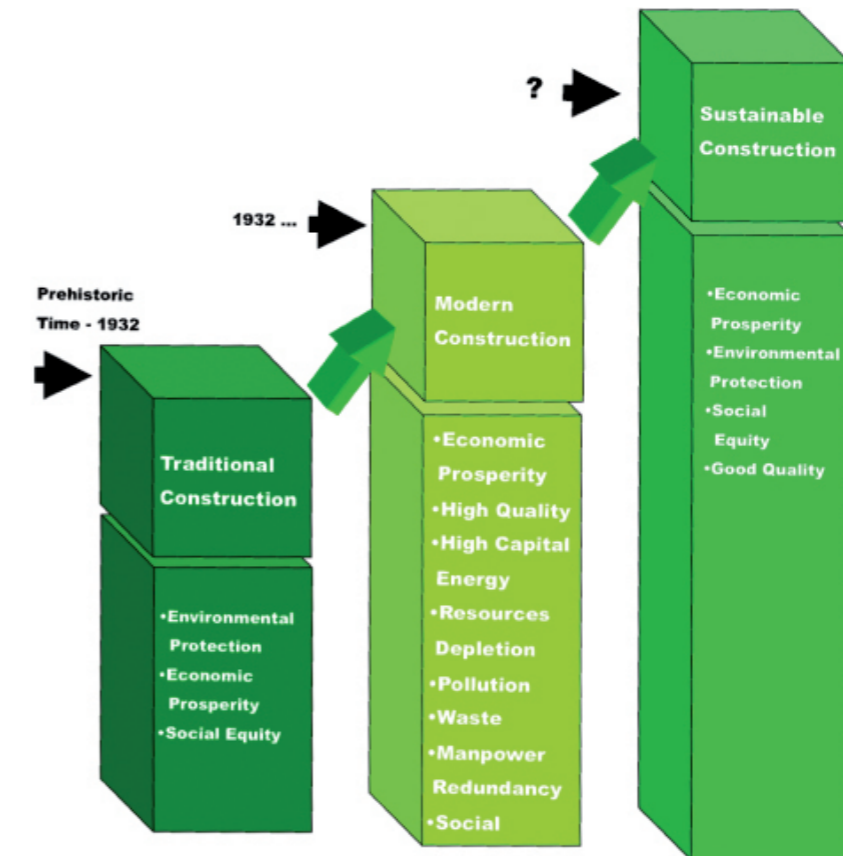 Prehistoric
Time - 1932
Traditional
Construction
•Environmental
Protection
•Economic
Prosperity
•Social Equity
1932 ...
Modern
Construction
•Economic
Prosperity
•High Quality
•High Capital
Energy
•Resources
Depletion
•Pollution
•Waste
•Manpower
Redundancy
•Social
?
Sustainable
Construction
•Economic
Prosperity
•Environmental
Protection
•Social
Equity
•Good Quality